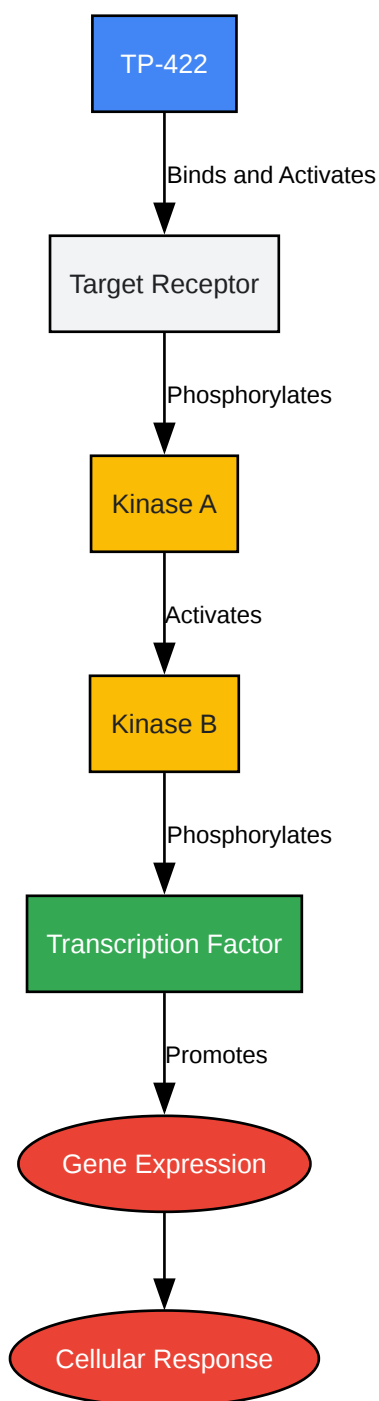 TP-422
Binds and Activates
Target Receptor
Phosphorylates
Kinase A
Activates
Kinase B
Phosphorylates
Transcription Factor
Promotes
Gene Expression
Cellular Response